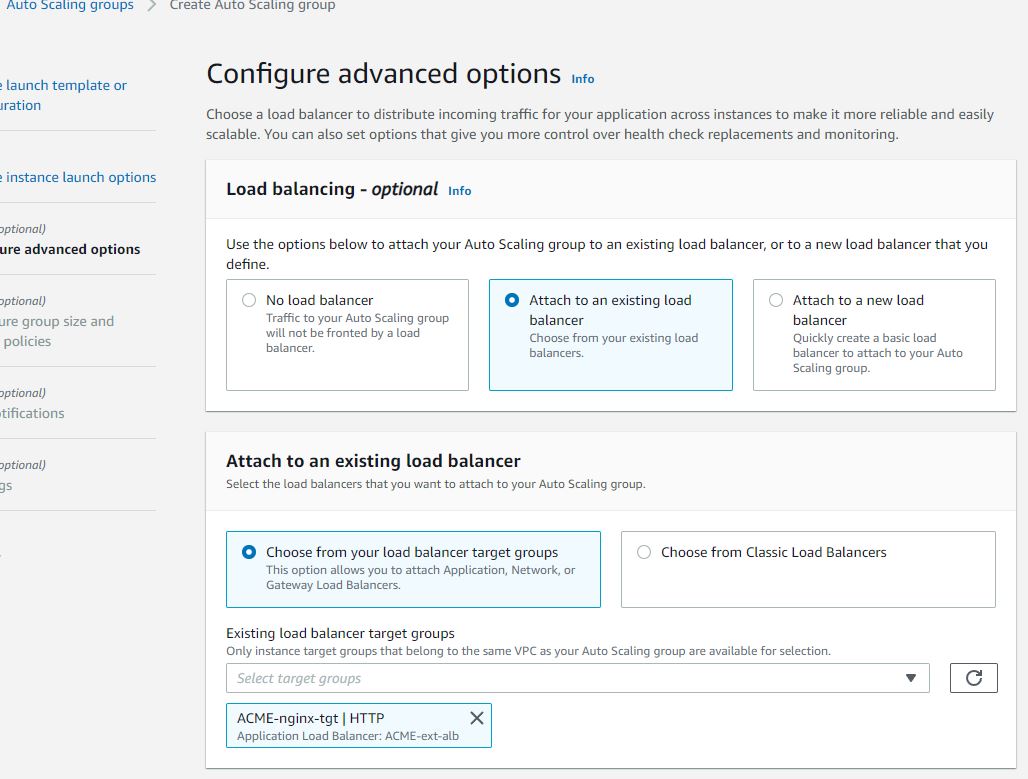 Auto Scaling groups > Create Auto Scaling group
e launch template or
uration
e instance launch options
optional)
ure advanced options
optional)
ure group size and
policies
optional)
otifications
optional)
gs
Configure advanced options Info
Choose a load balancer to distribute incoming traffic for your application across instances to make it more reliable and easily
scalable. You can also set options that give you more control over health check replacements and monitoring.
Load balancing - optional Info
Use the options below to attach your Auto Scaling group to an existing load balancer, or to a new load balancer that you
define.
No load balancer
Traffic to your Auto Scaling group
will not be fronted by a load
balancer.
Attach to an existing load
balancer
Choose from your existing load
balancers.
Attach to a new load
balancer
Quickly create a basic load
balancer to attach to your Auto
Scaling group.
Attach to an existing load balancer
Select the load balancers that you want to attach to your Auto Scaling group.
Choose from your load balancer target groups
This option allows you to attach Application, Network, or
Gateway Load Balancers.
Choose from Classic Load Balancers
Existing load balancer target groups
Only instance target groups that belong to the same VPC as your Auto Scaling group are available for selection.
Select target groups
ACME-nginx-tgt | HTTP
Application Load Balancer: ACME-ext-alb